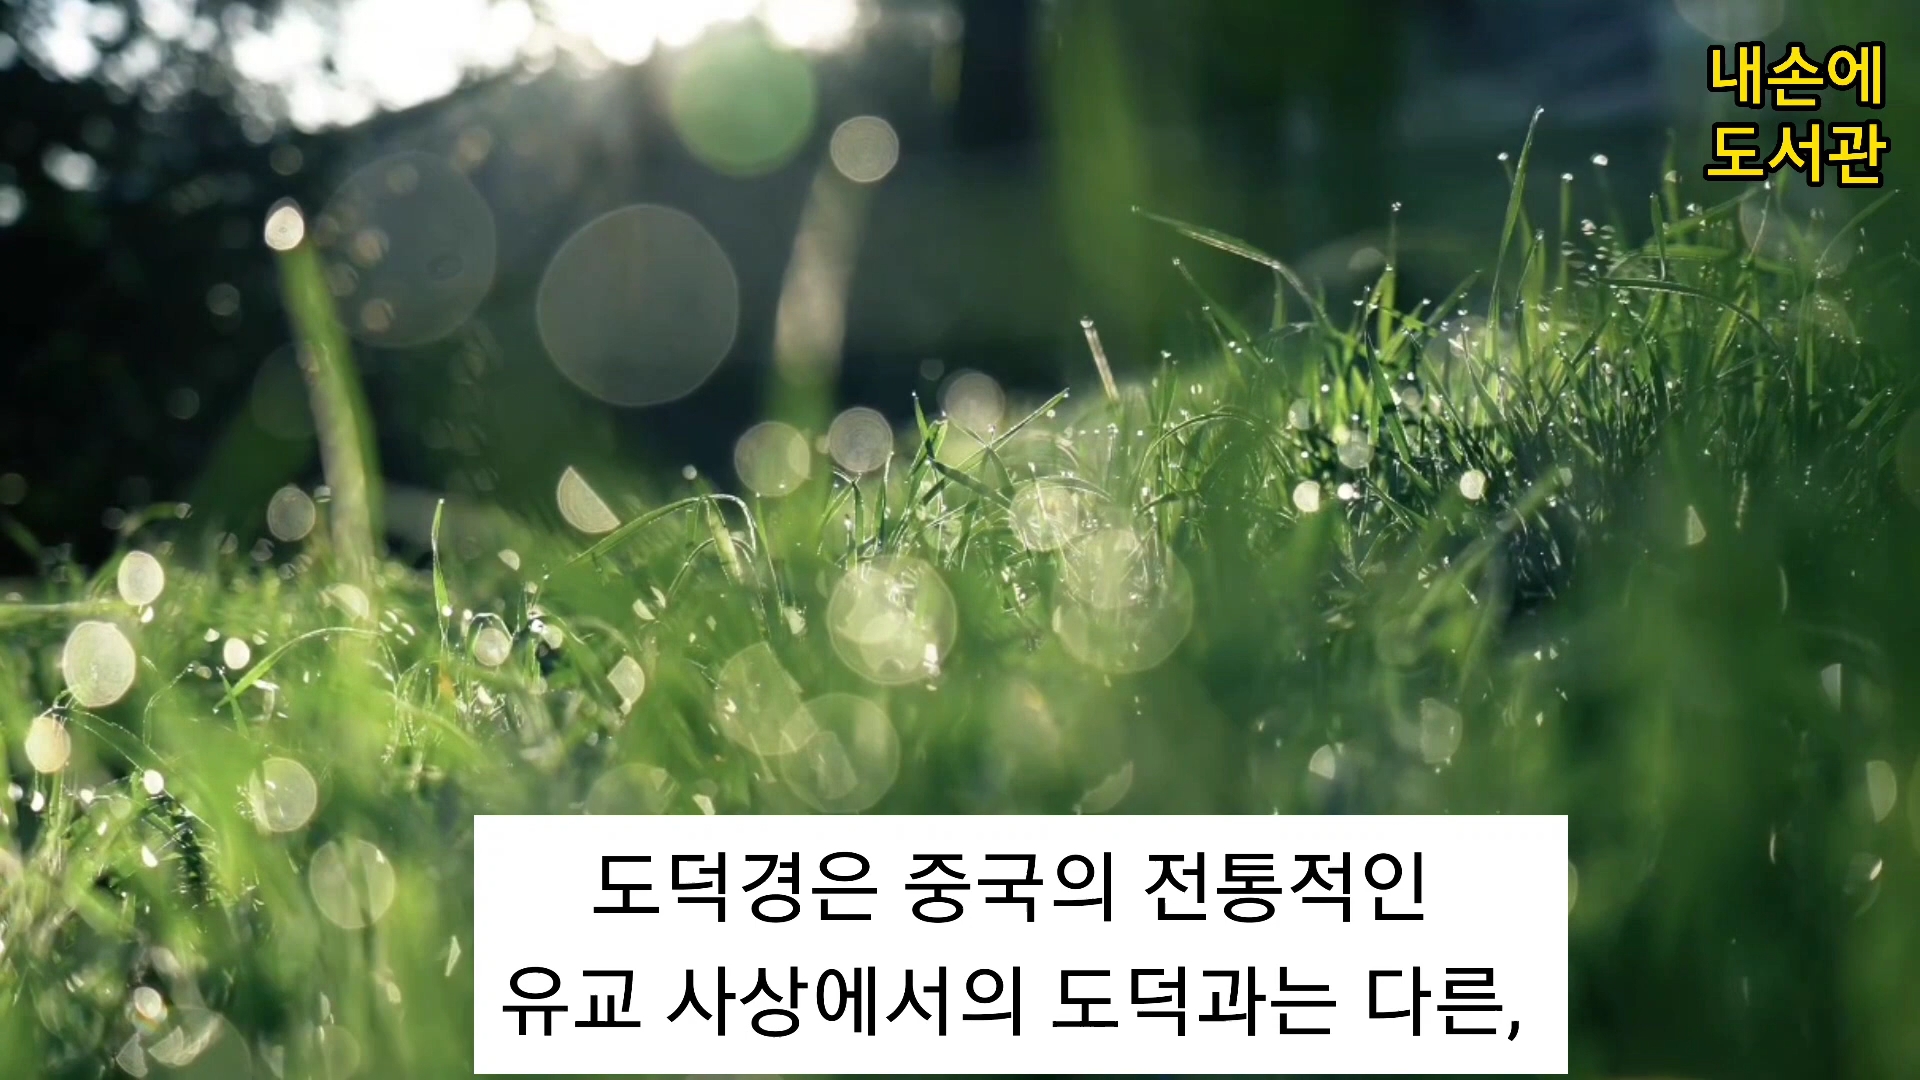 내손에
도서관
도덕경은 중국의 전통적인
유교 사상에서의 도덕과는 다른,